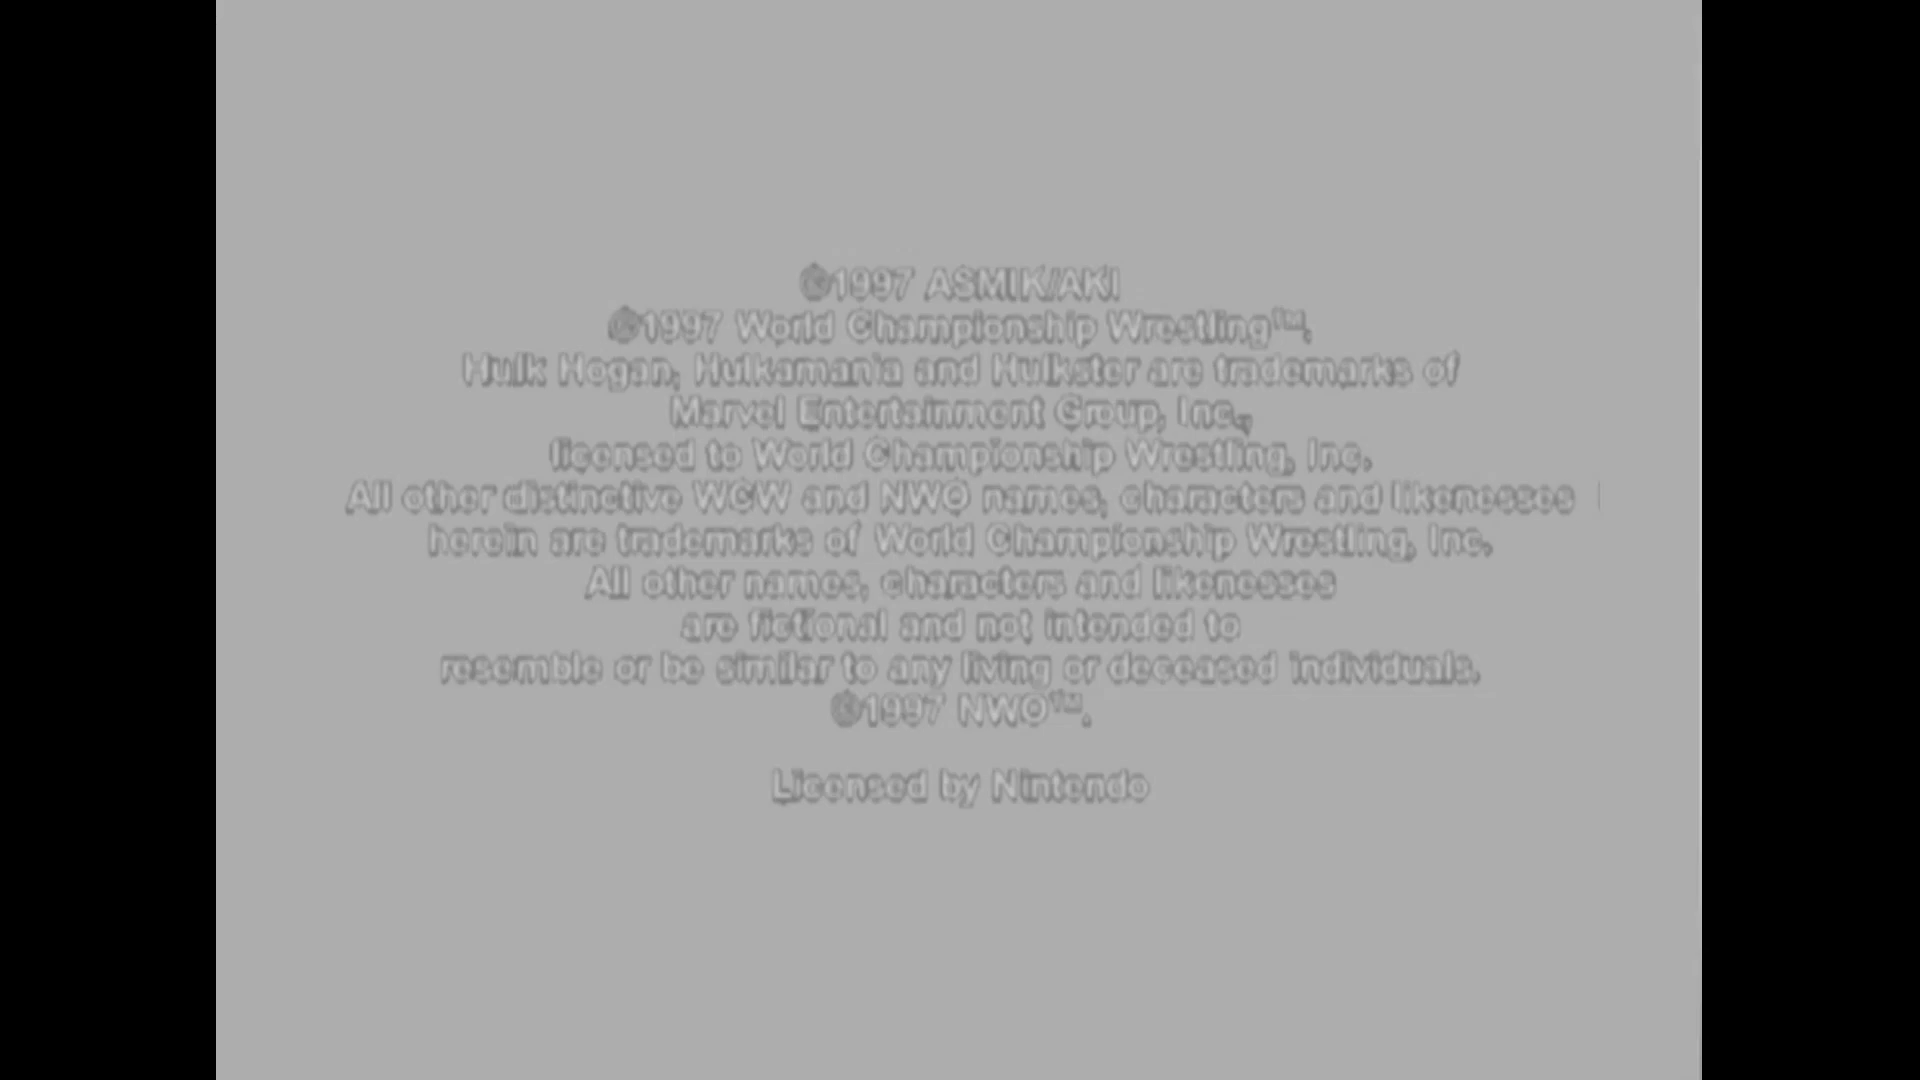 ©1997 ASMIK/AKI
©1997 World Championship Wrestling™.
Hulk Hogan, Hulkamania and Hulkster are trademarks of
Marvel Entertainment Group, Inc.,
licensed to World Championship Wrestling, Inc.
All other distinctive WCW and NWO names, characters and likenesses
herein are trademarks of World Championship Wrestling, Inc.
All other names, characters and likenesses
are fictional and not intended to
resemble or be similar to any living or deceased individuals.
©1997 NWO™.
Licensed by Nintendo